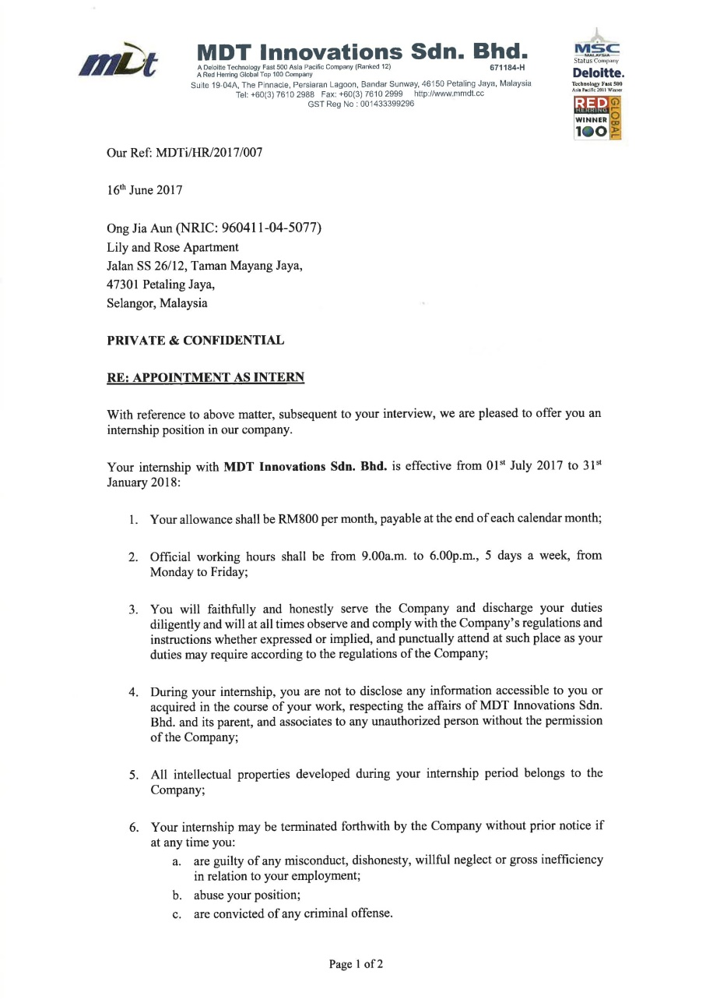 mDt
MDT Innovations Sdn. Bhd.
A Deloitte Technology Fast 500 Asia Pacific Company (Ranked 12)
671184-H
A Red Herring Global Top 100 Company
Suite 19-04A, The Pinnacle, Persiaran Lagoon, Bandar Sunway, 46150 Petaling Jaya, Malaysia
Tel: +60(3) 7610 2988 Fax: +60(3) 7610 2999 http://www.mmdt.cc
GST Reg No : 001433399296
MSC
MALAYSIA
Status Company
Deloitte.
Technology Fast 500
Asia Pacific 2011 Winner
RED
HERRING
WINNER
100
GLOBAL
Our Ref: MDTi/HR/2017/007
16th June 2017
Ong Jia Aun (NRIC: 960411-04-5077)
Lily and Rose Apartment
Jalan SS 26/12, Taman Mayang Jaya,
47301 Petaling Jaya,
Selangor, Malaysia
PRIVATE & CONFIDENTIAL
RE: APPOINTMENT AS INTERN
With reference to above matter, subsequent to your interview, we are pleased to offer you an
internship position in our company.
Your internship with MDT Innovations Sdn. Bhd. is effective from 01st July 2017 to 31st
January 2018:
1. Your allowance shall be RM800 per month, payable at the end of each calendar month;
2. Official working hours shall be from 9.00a.m. to 6.00p.m., 5 days a week, from
Monday to Friday;
3. You will faithfully and honestly serve the Company and discharge your duties
diligently and will at all times observe and comply with the Company's regulations and
instructions whether expressed or implied, and punctually attend at such place as your
duties may require according to the regulations of the Company;
4. During your internship, you are not to disclose any information accessible to you or
acquired in the course of your work, respecting the affairs of MDT Innovations Sdn.
Bhd. and its parent, and associates to any unauthorized person without the permission
of the Company;
5. All intellectual properties developed during your internship period belongs to the
Company;
6. Your internship may be terminated forthwith by the Company without prior notice if
at any time you:
a. are guilty of any misconduct, dishonesty, willful neglect or gross inefficiency
in relation to your employment;
b. abuse your position;
c. are convicted of any criminal offense.
Page 1 of 2